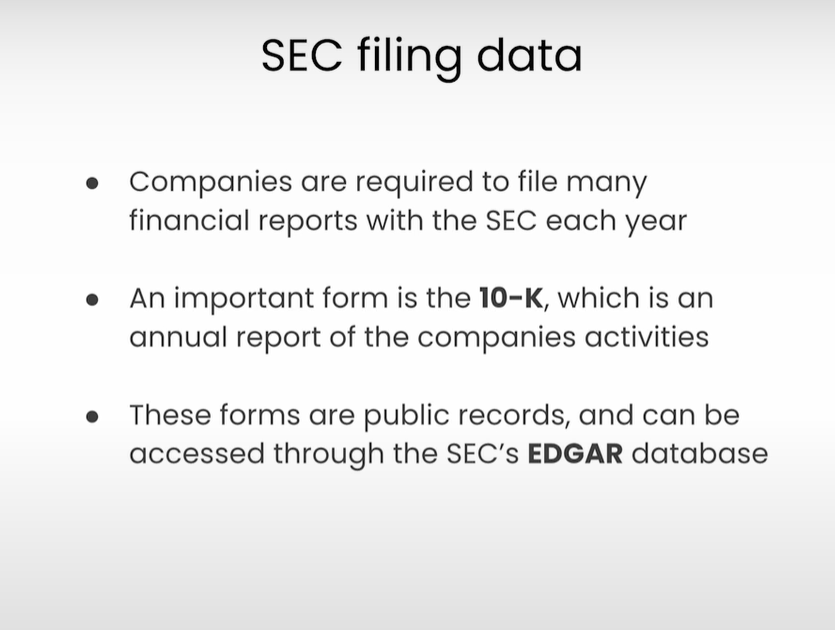 SEC filing data
● Companies are required to file many
financial reports with the SEC each year
● An important form is the 10-K, which is an
annual report of the companies activities
● These forms are public records, and can be
accessed through the SEC’s EDGAR database